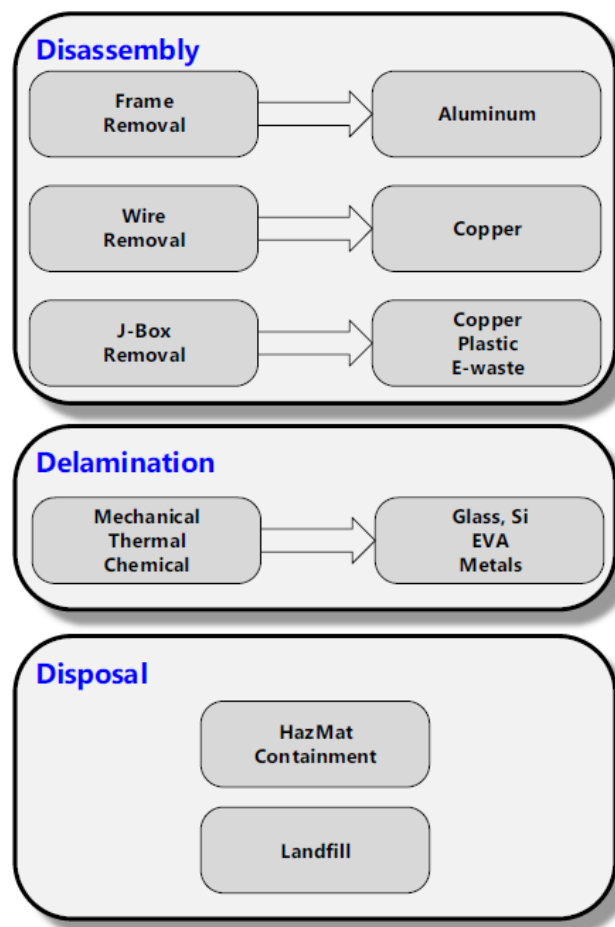 Disassembly
Frame
Removal
Aluminum
Wire
Removal
Copper
J-Box
Removal
Copper
Plastic
E-waste
Delamination
Mechanical
Thermal
Chemical
Glass, Si
EVA
Metals
Disposal
HazMat
Containment
Landfill